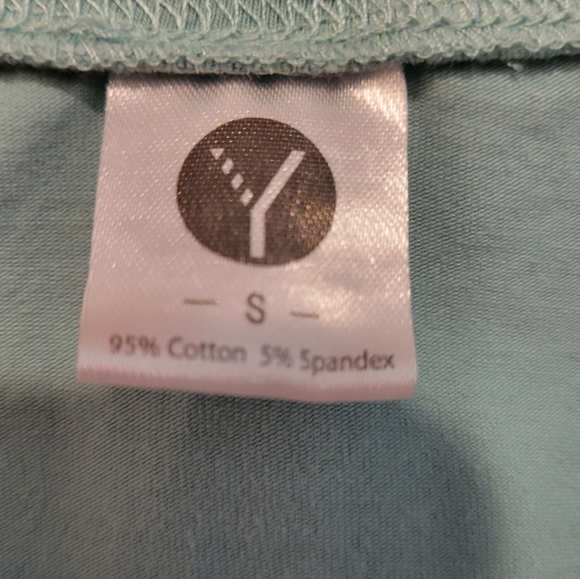 Y
— S —
95% Cotton 5% Spandex